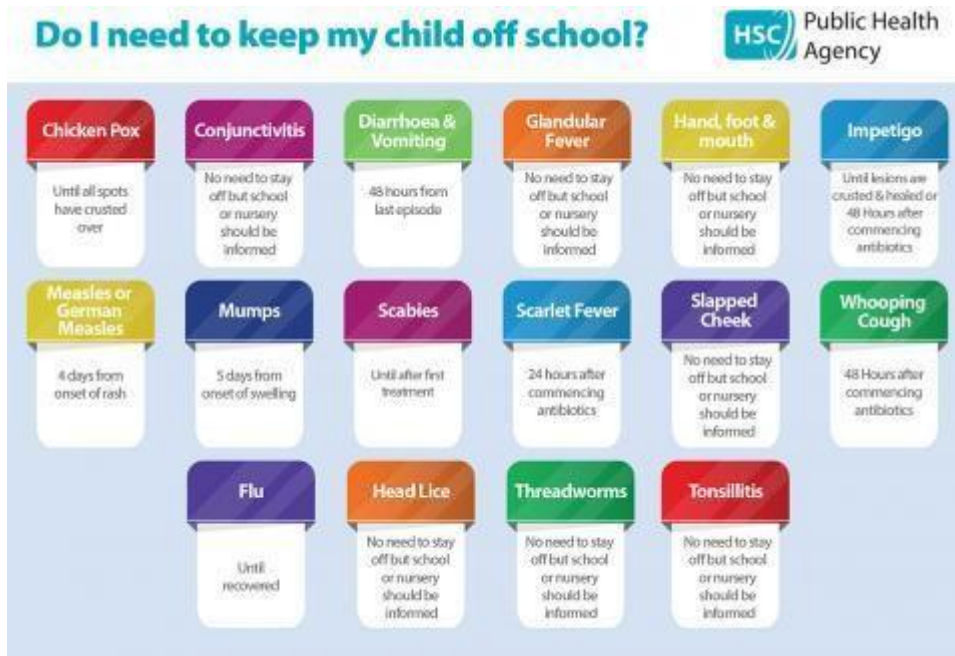 Do I need to keep my child off school?
HSC
Public Health
Agency
Chicken Pox
Until all spots
have crusted
over
Conjunctivitis
No need to stay
off but school
or nursery
should be
informed
Diarrhoea &
Vomiting
48 hours from
last episode
Glandular
Fever
No need to stay
off but school
or nursery
should be
informed
Hand, foot &
mouth
No need to stay
off but school
or nursery
should be
informed
Impetigo
Until lesions are
crusted & healed or
48 Hours after
commencing
antibiotics
Measles or
German
Measles
4 days from
onset of rash
Mumps
5 days from
onset of swelling
Scabies
Until after first
treatment
Scarlet Fever
24 hours after
commencing
antibiotics
Slapped
Cheek
No need to stay
off but school
or nursery
should be
informed
Whooping
Cough
48 Hours after
commencing
antibiotics
Flu
Until
recovered
Head Lice
No need to stay
off but school
or nursery
should be
informed
Threadworms
No need to stay
off but school
or nursery
should be
informed
Tonsillitis
No need to stay
off but school
or nursery
should be
informed